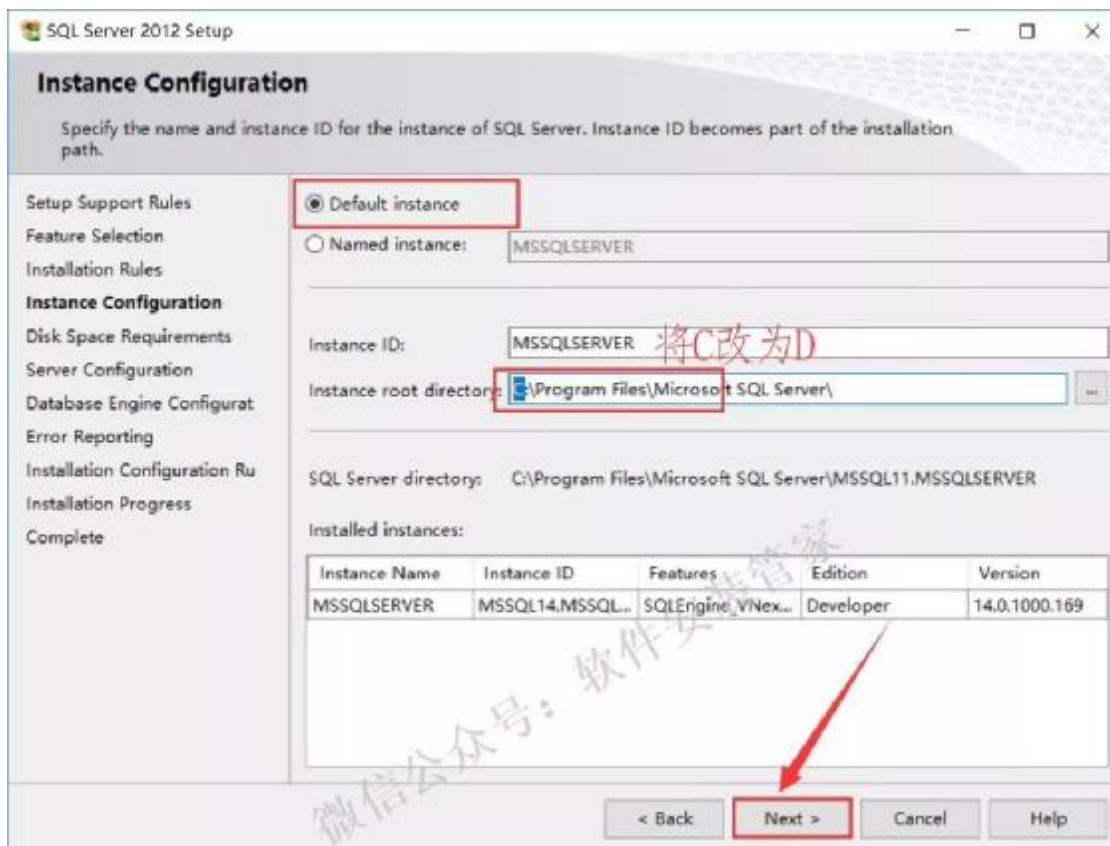 SQL Server 2012 Setup
Instance Configuration
Specify the name and instance ID for the instance of SQL Server. Instance ID becomes part of the installation
path.
Setup Support Rules
Feature Selection
Installation Rules
Instance Configuration
Disk Space Requirements
Server Configuration
Database Engine Configurat
Error Reporting
Installation Configuration Ru
Installation Progress
Complete
Default instance
Named instance: MSSQLSERVER
Instance ID: MSSQLSERVER 将C改为D
Instance root directory: C:\Program Files\Microsoft SQL Server\ ...
SQL Server directory: C:\Program Files\Microsoft SQL Server\MSSQL11.MSSQLSERVER
Installed instances:
Instance Name Instance ID Features Edition Version
MSSQLSERVER MSSQL14.MSSQL... SQLEngine_VNex... Developer 14.0.1000.169
微信公众号：软件安装管家
< Back Next > Cancel Help